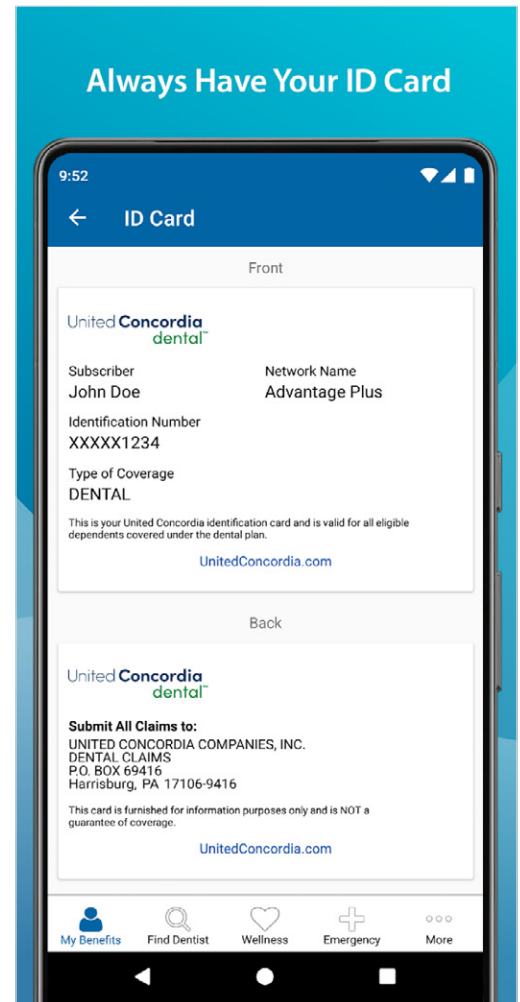 Always Have Your ID Card
9:52
ID Card
Front
United Concordia
dental™
Subscriber
John Doe
Network Name
Advantage Plus
Identification Number
XXXXX1234
Type of Coverage
DENTAL
This is your United Concordia identification card and is valid for all eligible
dependents covered under the dental plan.
UnitedConcordia.com
Back
United Concordia
dental™
Submit All Claims to:
UNITED CONCORDIA COMPANIES, INC.
DENTAL CLAIMS
P.O. BOX 69416
Harrisburg, PA 17106-9416
This card is furnished for information purposes only and is NOT a
guarantee of coverage.
UnitedConcordia.com
My Benefits
Find Dentist
Wellness
Emergency
More